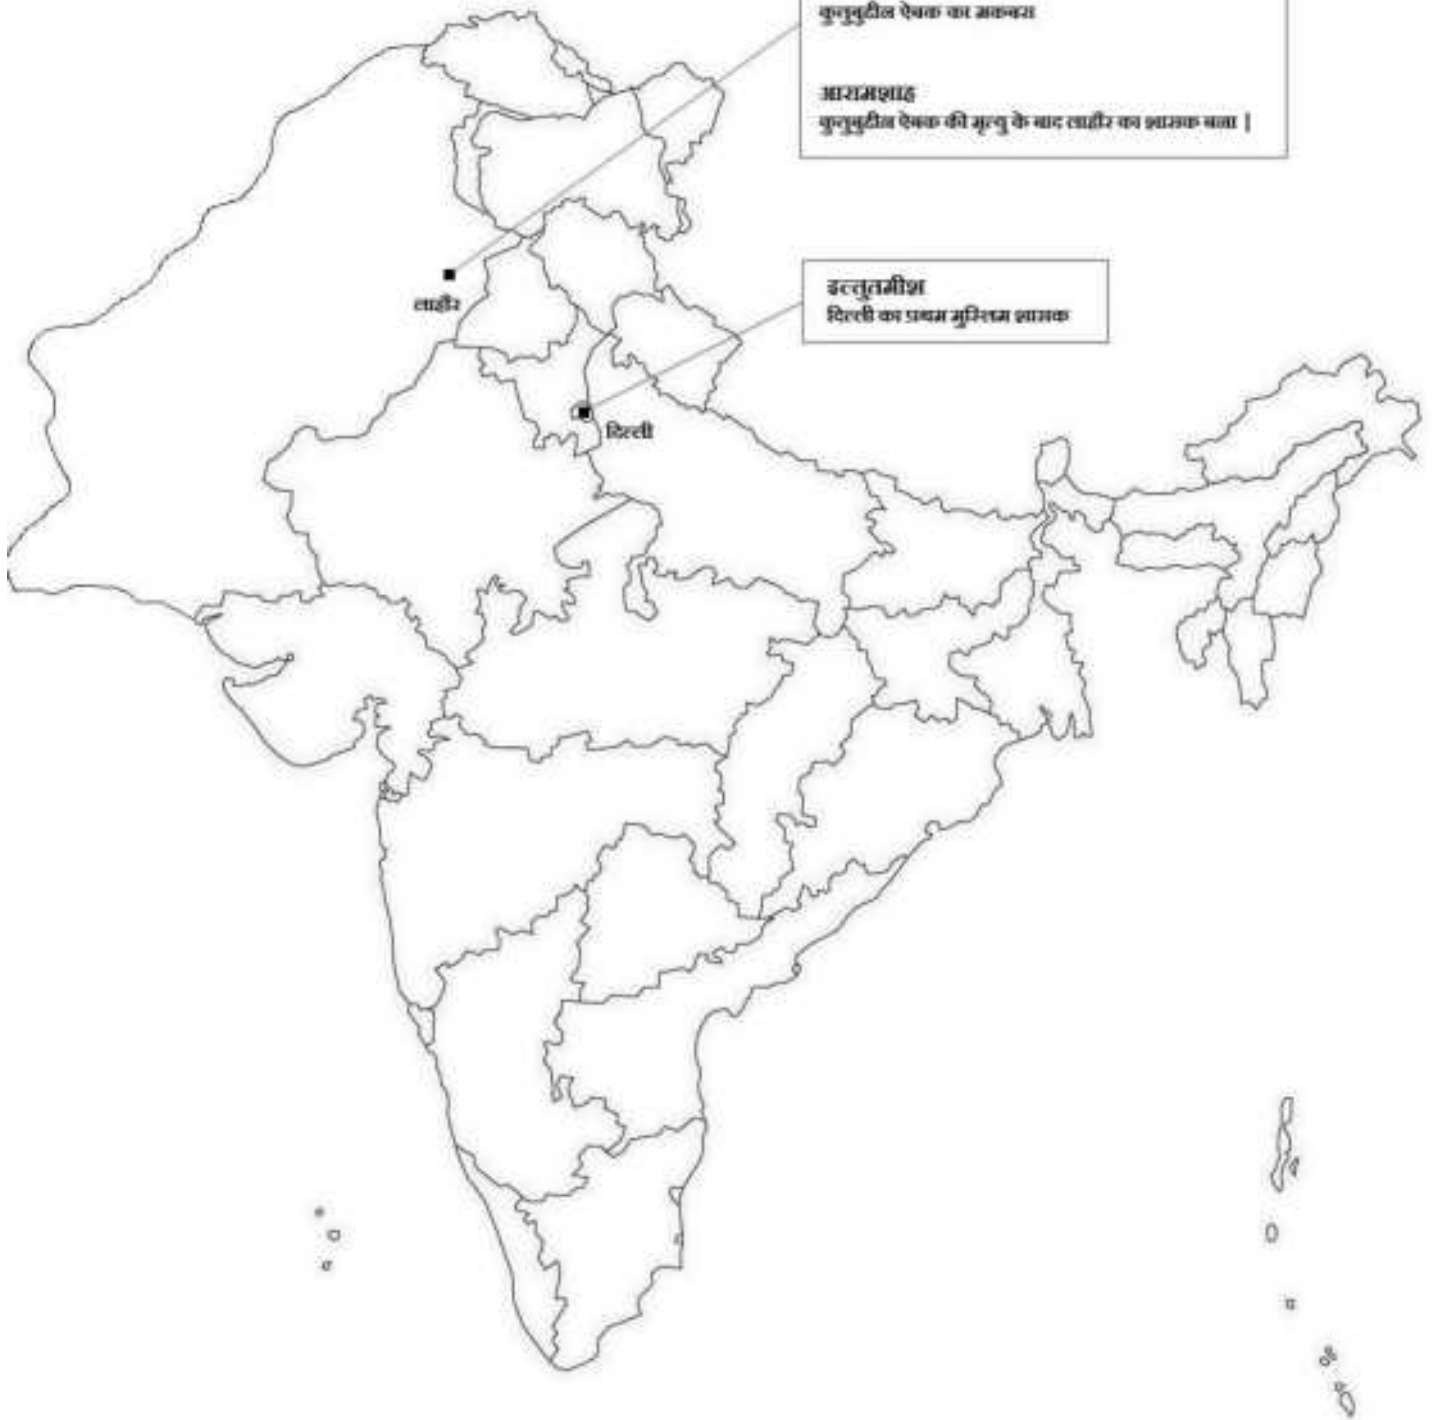 कुतुबुद्दीन ऐबक का मकबरा
आरामशाह
कुतुबुद्दीन ऐबक की मृत्यु के बाद लाहौर का शासक बना |
लाहौर
इल्तुतमीश
दिल्ली का प्रथम मुस्लिम शासक
दिल्ली